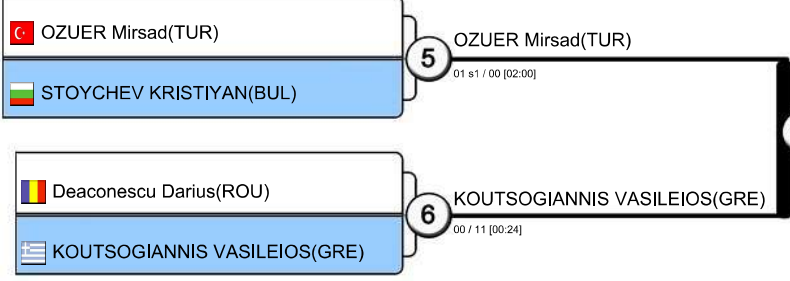 OZUER Mirsad(TUR)
STOYCHEV KRISTIYAN(BUL)
5
OZUER Mirsad(TUR)
01 s1 / 00 [02:00]
Deaconescu Darius(ROU)
KOUTSOGIANNIS VASILEIOS(GRE)
6
KOUTSOGIANNIS VASILEIOS(GRE)
00 / 11 [00:24]